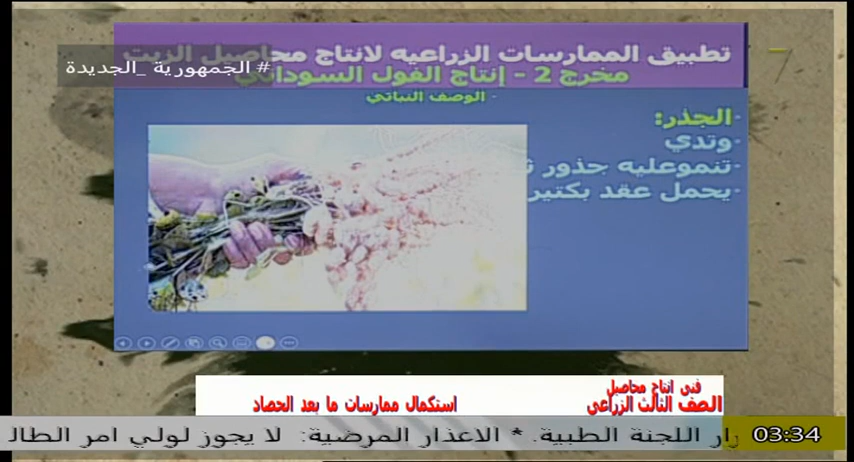 تطبيق الممارسات الزراعيه لانتاج محاصيل الزيت
مخرج 2 - إنتاج الفول السوداني
#الجمهورية _الجديدة
- الوصف النباتي
-الجذر:
وتدي
-تنموعليه جذور
-يحمل عقد بكتير
فنى انتاج محاصيل
الصف الثالث الزراعى
استكمال ممارسات ما بعد الحصاد
رار اللجنة الطبية. * الاعذار المرضية: لا يجوز لولي امر الطال
03:34